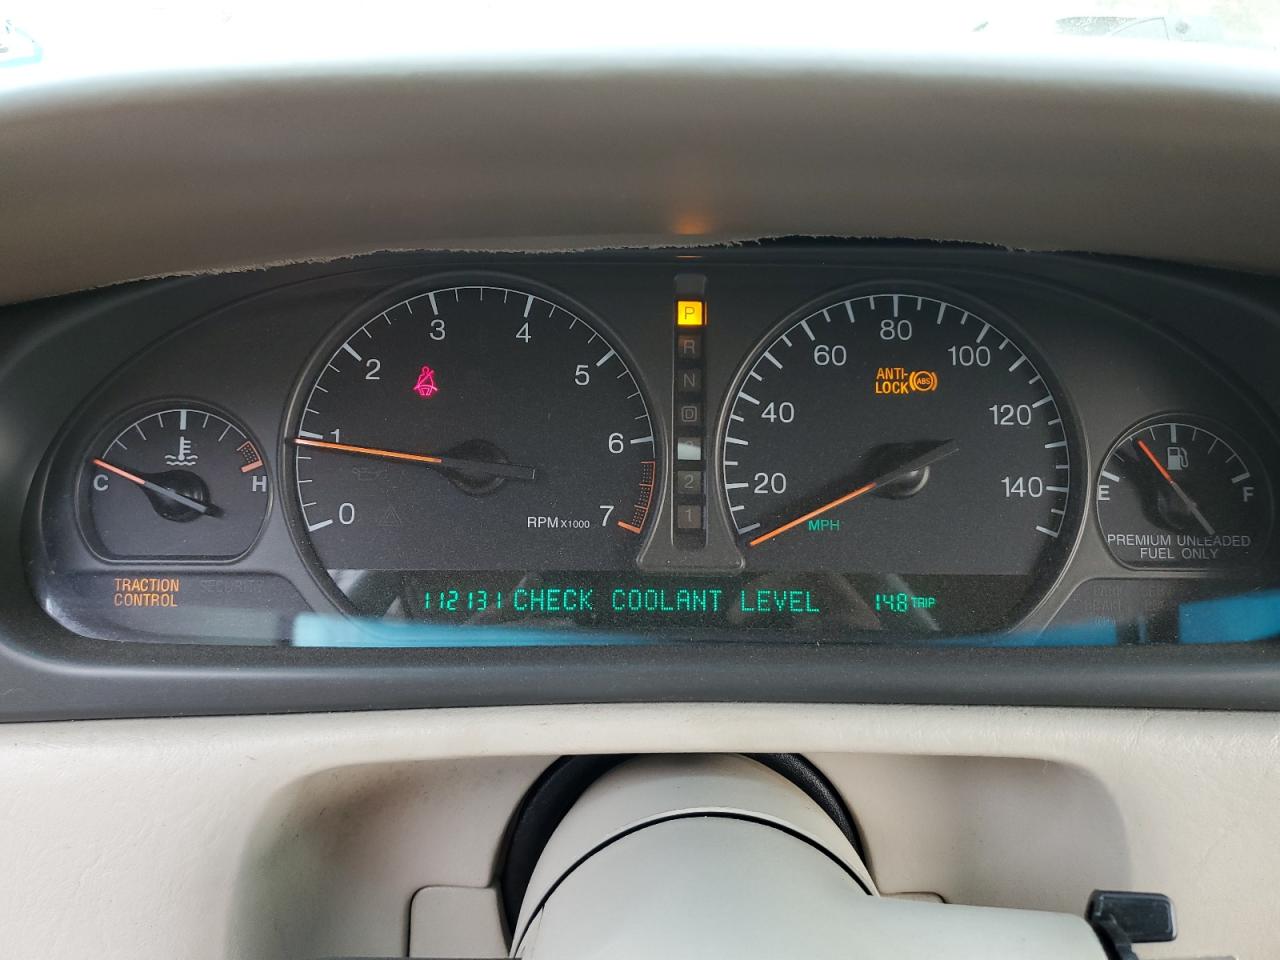 0
1
2
3
4
5
6
7
RPM X1000
P
R
N
D
2
1
20
40
60
80
100
120
140
MPH
ANTI-
LOCK (ABS)
C
H
E
F
PREMIUM UNLEADED
FUEL ONLY
TRACTION
CONTROL
SECURITY
112131 CHECK COOLANT LEVEL 14.8 TRIP